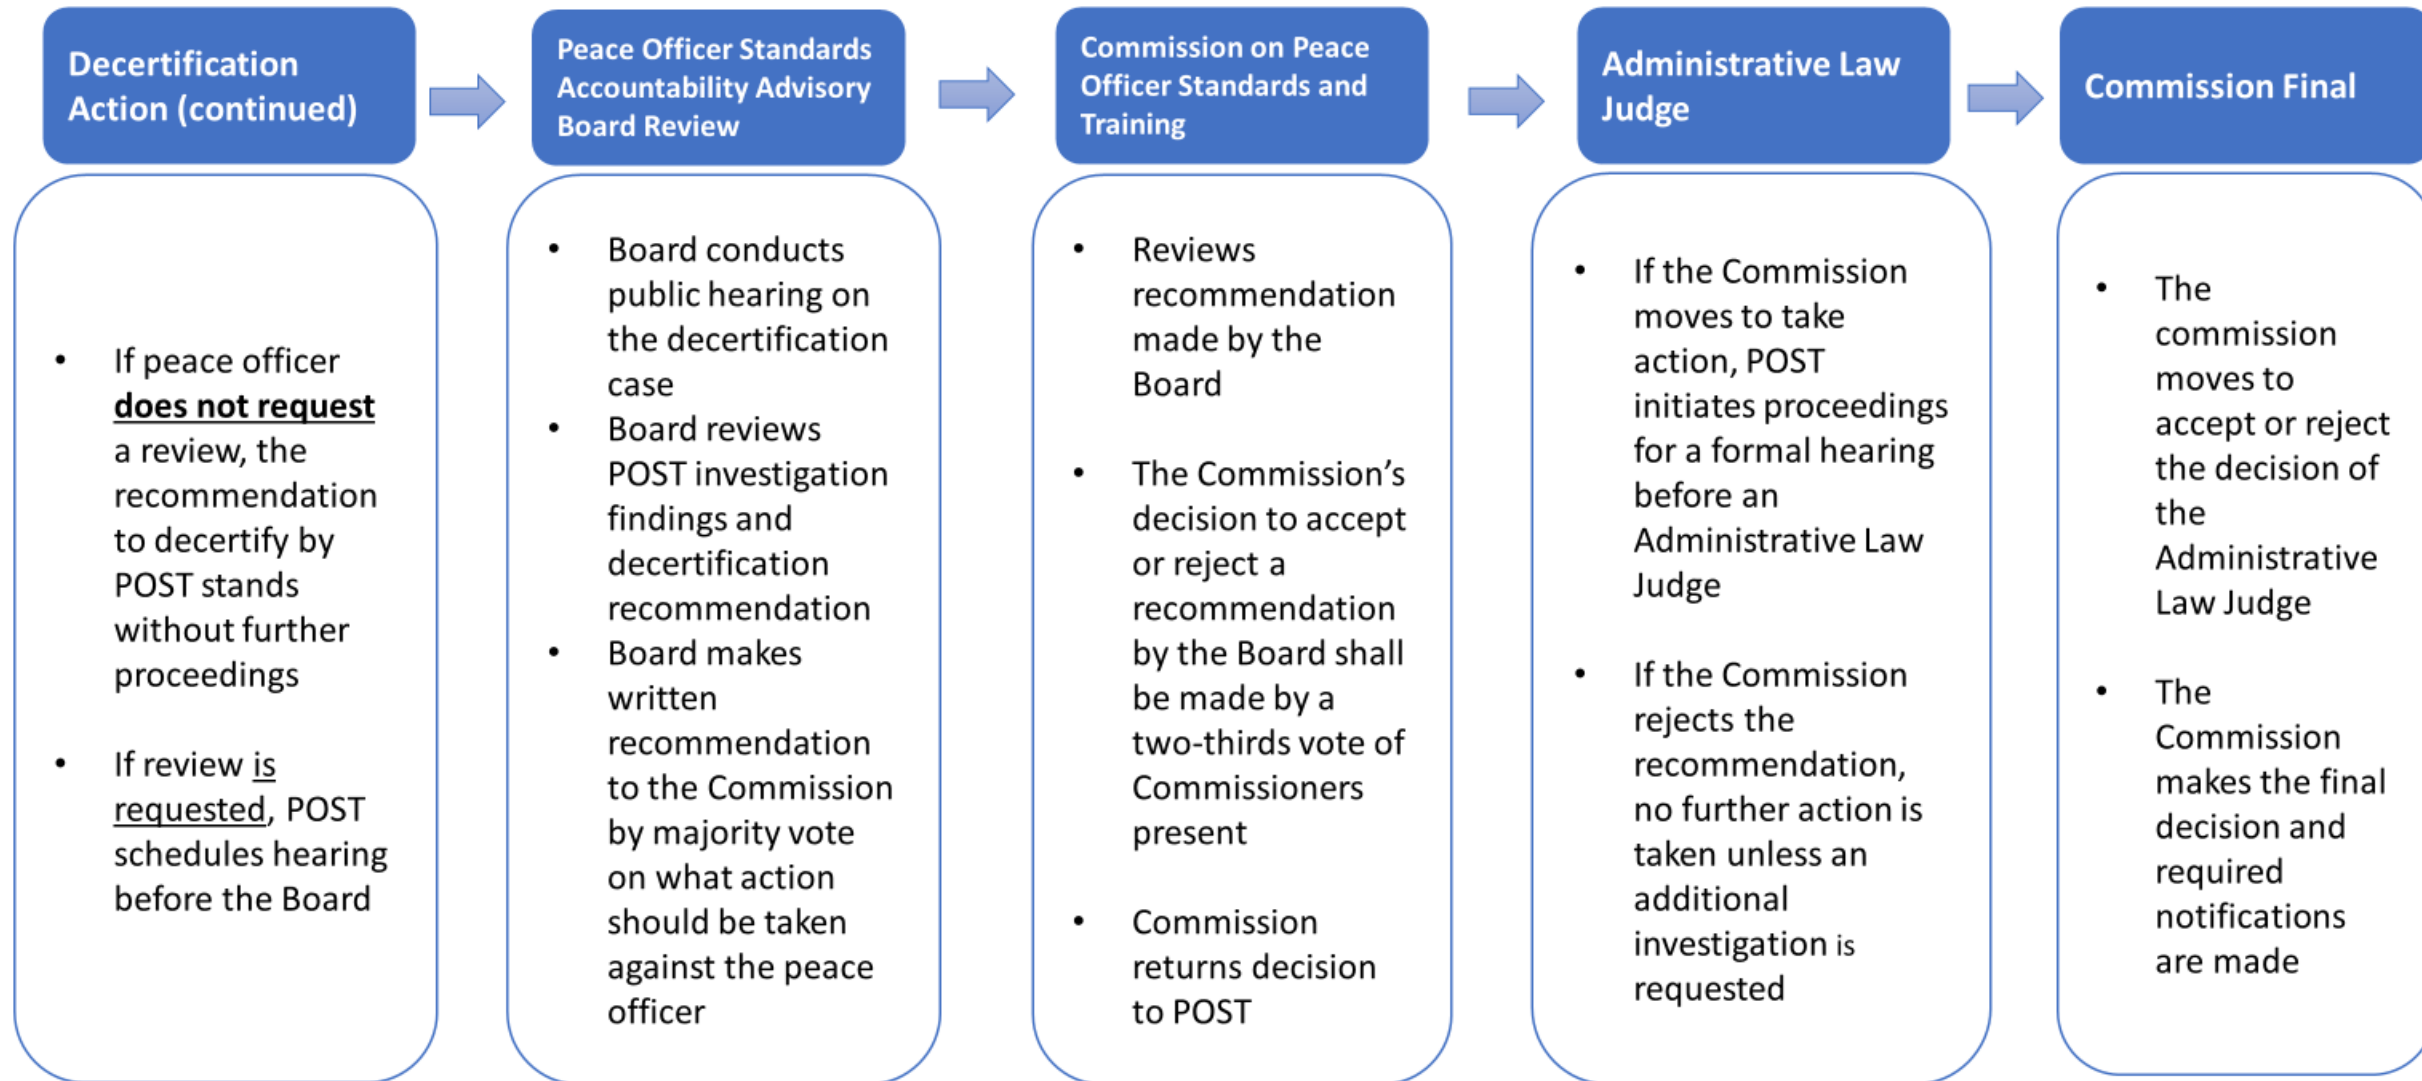 Decertification
Action (continued)
• If peace officer
does not request
a review, the
recommendation
to decertify by
POST stands
without further
proceedings
• If review is
requested, POST
schedules hearing
before the Board
Peace Officer Standards
Accountability Advisory
Board Review
• Board conducts
public hearing on
the decertification
case
• Board reviews
POST investigation
findings and
decertification
recommendation
• Board makes
written
recommendation
to the Commission
by majority vote
on what action
should be taken
against the peace
officer
Commission on Peace
Officer Standards and
Training
• Reviews
recommendation
made by the
Board
• The Commission’s
decision to accept
or reject a
recommendation
by the Board shall
be made by a
two-thirds vote of
Commissioners
present
• Commission
returns decision
to POST
Administrative Law
Judge
• If the Commission
moves to take
action, POST
initiates proceedings
for a formal hearing
before an
Administrative Law
Judge
• If the Commission
rejects the
recommendation,
no further action is
taken unless an
additional
investigation is
requested
Commission Final
• The
commission
moves to
accept or reject
the decision of
the
Administrative
Law Judge
• The
Commission
makes the final
decision and
required
notifications
are made